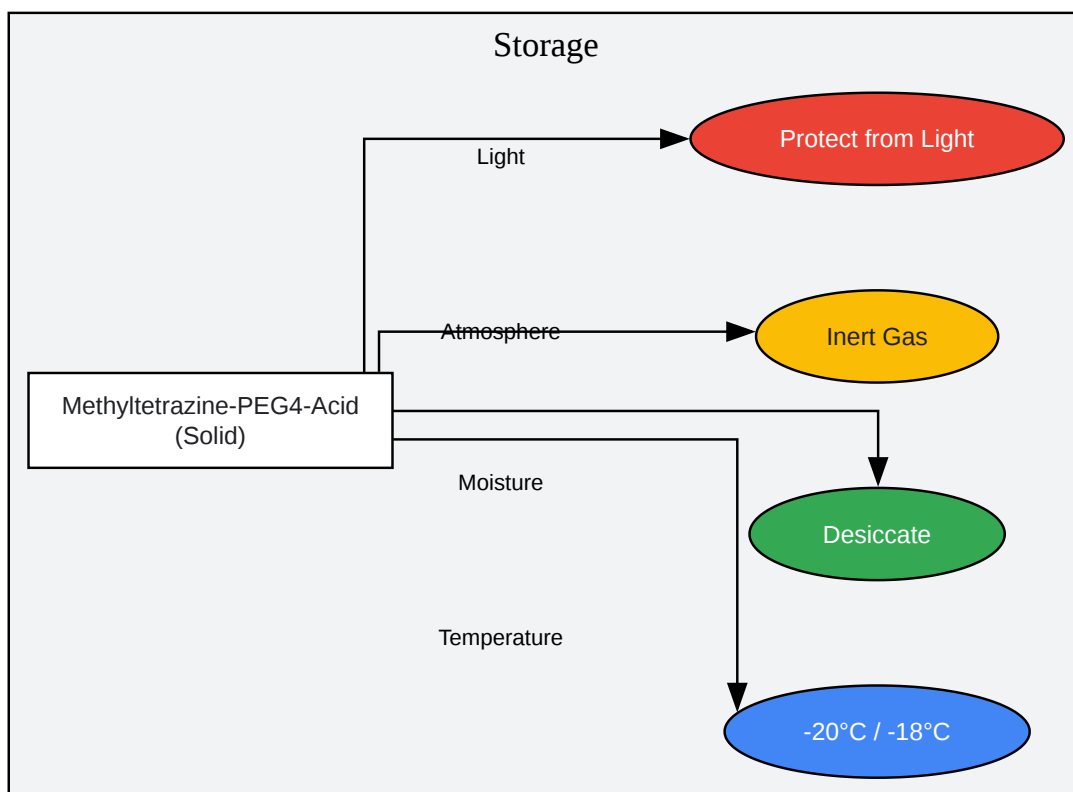 Storage
Light
Protect from Light
Atmosphere
Inert Gas
Methyltetrazine-PEG4-Acid
(Solid)
Moisture
Desiccate
Temperature
-20°C / -18°C